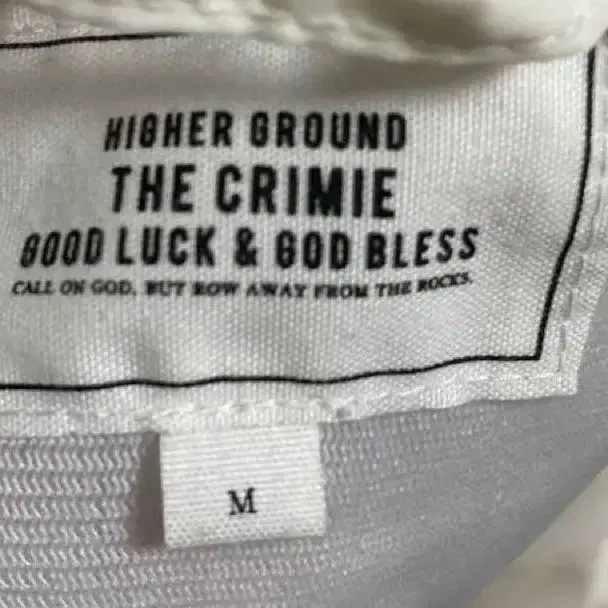 HIGHER GROUND
THE CRIMIE
GOOD LUCK & GOD BLESS
CALL ON GOD, BUT ROW AWAY FROM THE ROCKS.
M